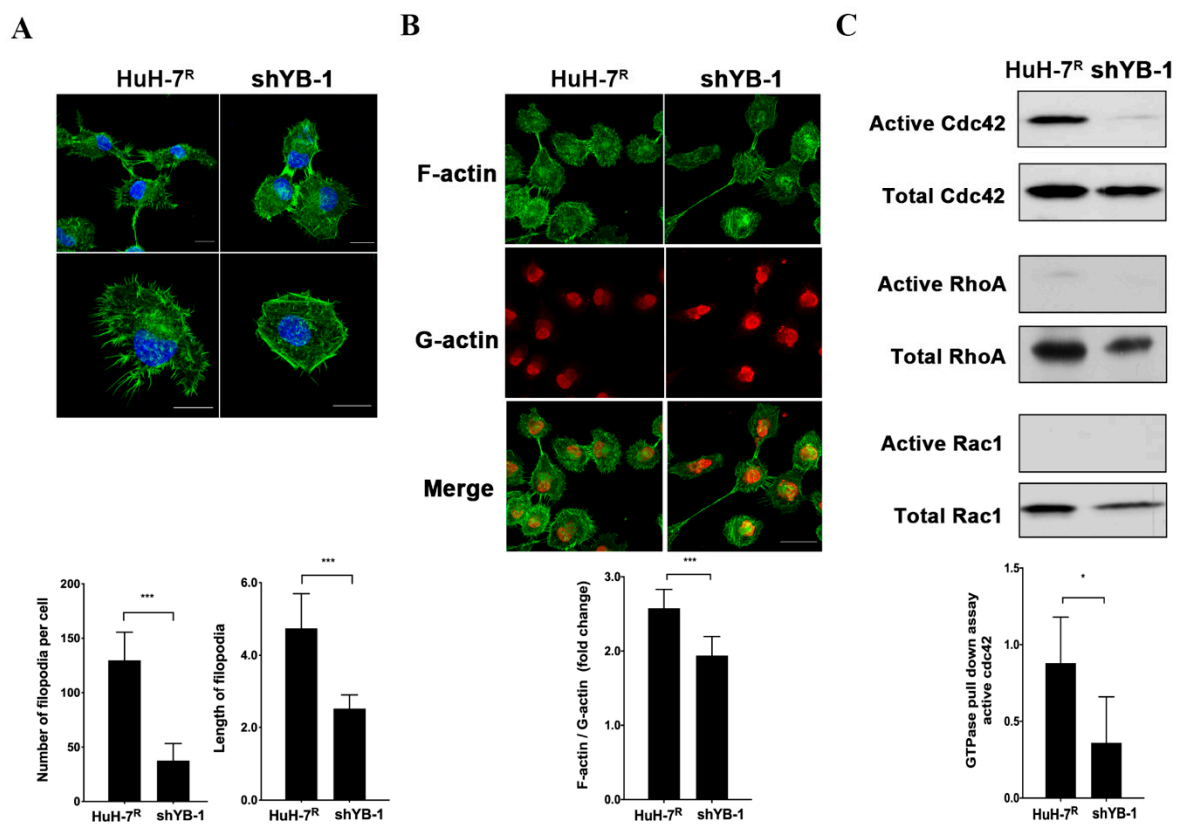 A
HuH-7ᴿ shYB-1
***
Number of filopodia per cell
200
150
100
50
0
HuH-7ᴿ shYB-1
***
Length of filopodia
6.0
4.0
2.0
0.0
HuH-7ᴿ shYB-1
B
HuH-7ᴿ shYB-1
F-actin
G-actin
Merge
***
F-actin / G-actin (fold change)
3.0
2.0
1.0
0.0
HuH-7ᴿ shYB-1
C
HuH-7ᴿ shYB-1
Active Cdc42
Total Cdc42
Active RhoA
Total RhoA
Active Rac1
Total Rac1
*
GTPase pull down assay
active cdc42
1.5
1.0
0.5
0.0
HuH-7ᴿ shYB-1